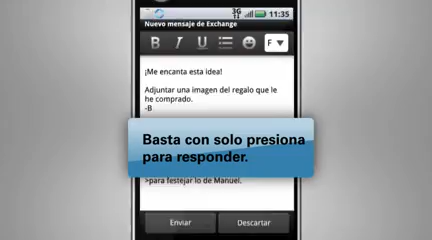 3G
11:35
Nuevo mensaje de Exchange
B I U F
¡Me encanta esta idea!
Adjuntar una imagen del regalo que le
he comprado.
-B
Basta con solo presiona
para responder.
>para festejar lo de Manuel.
Enviar Descartar